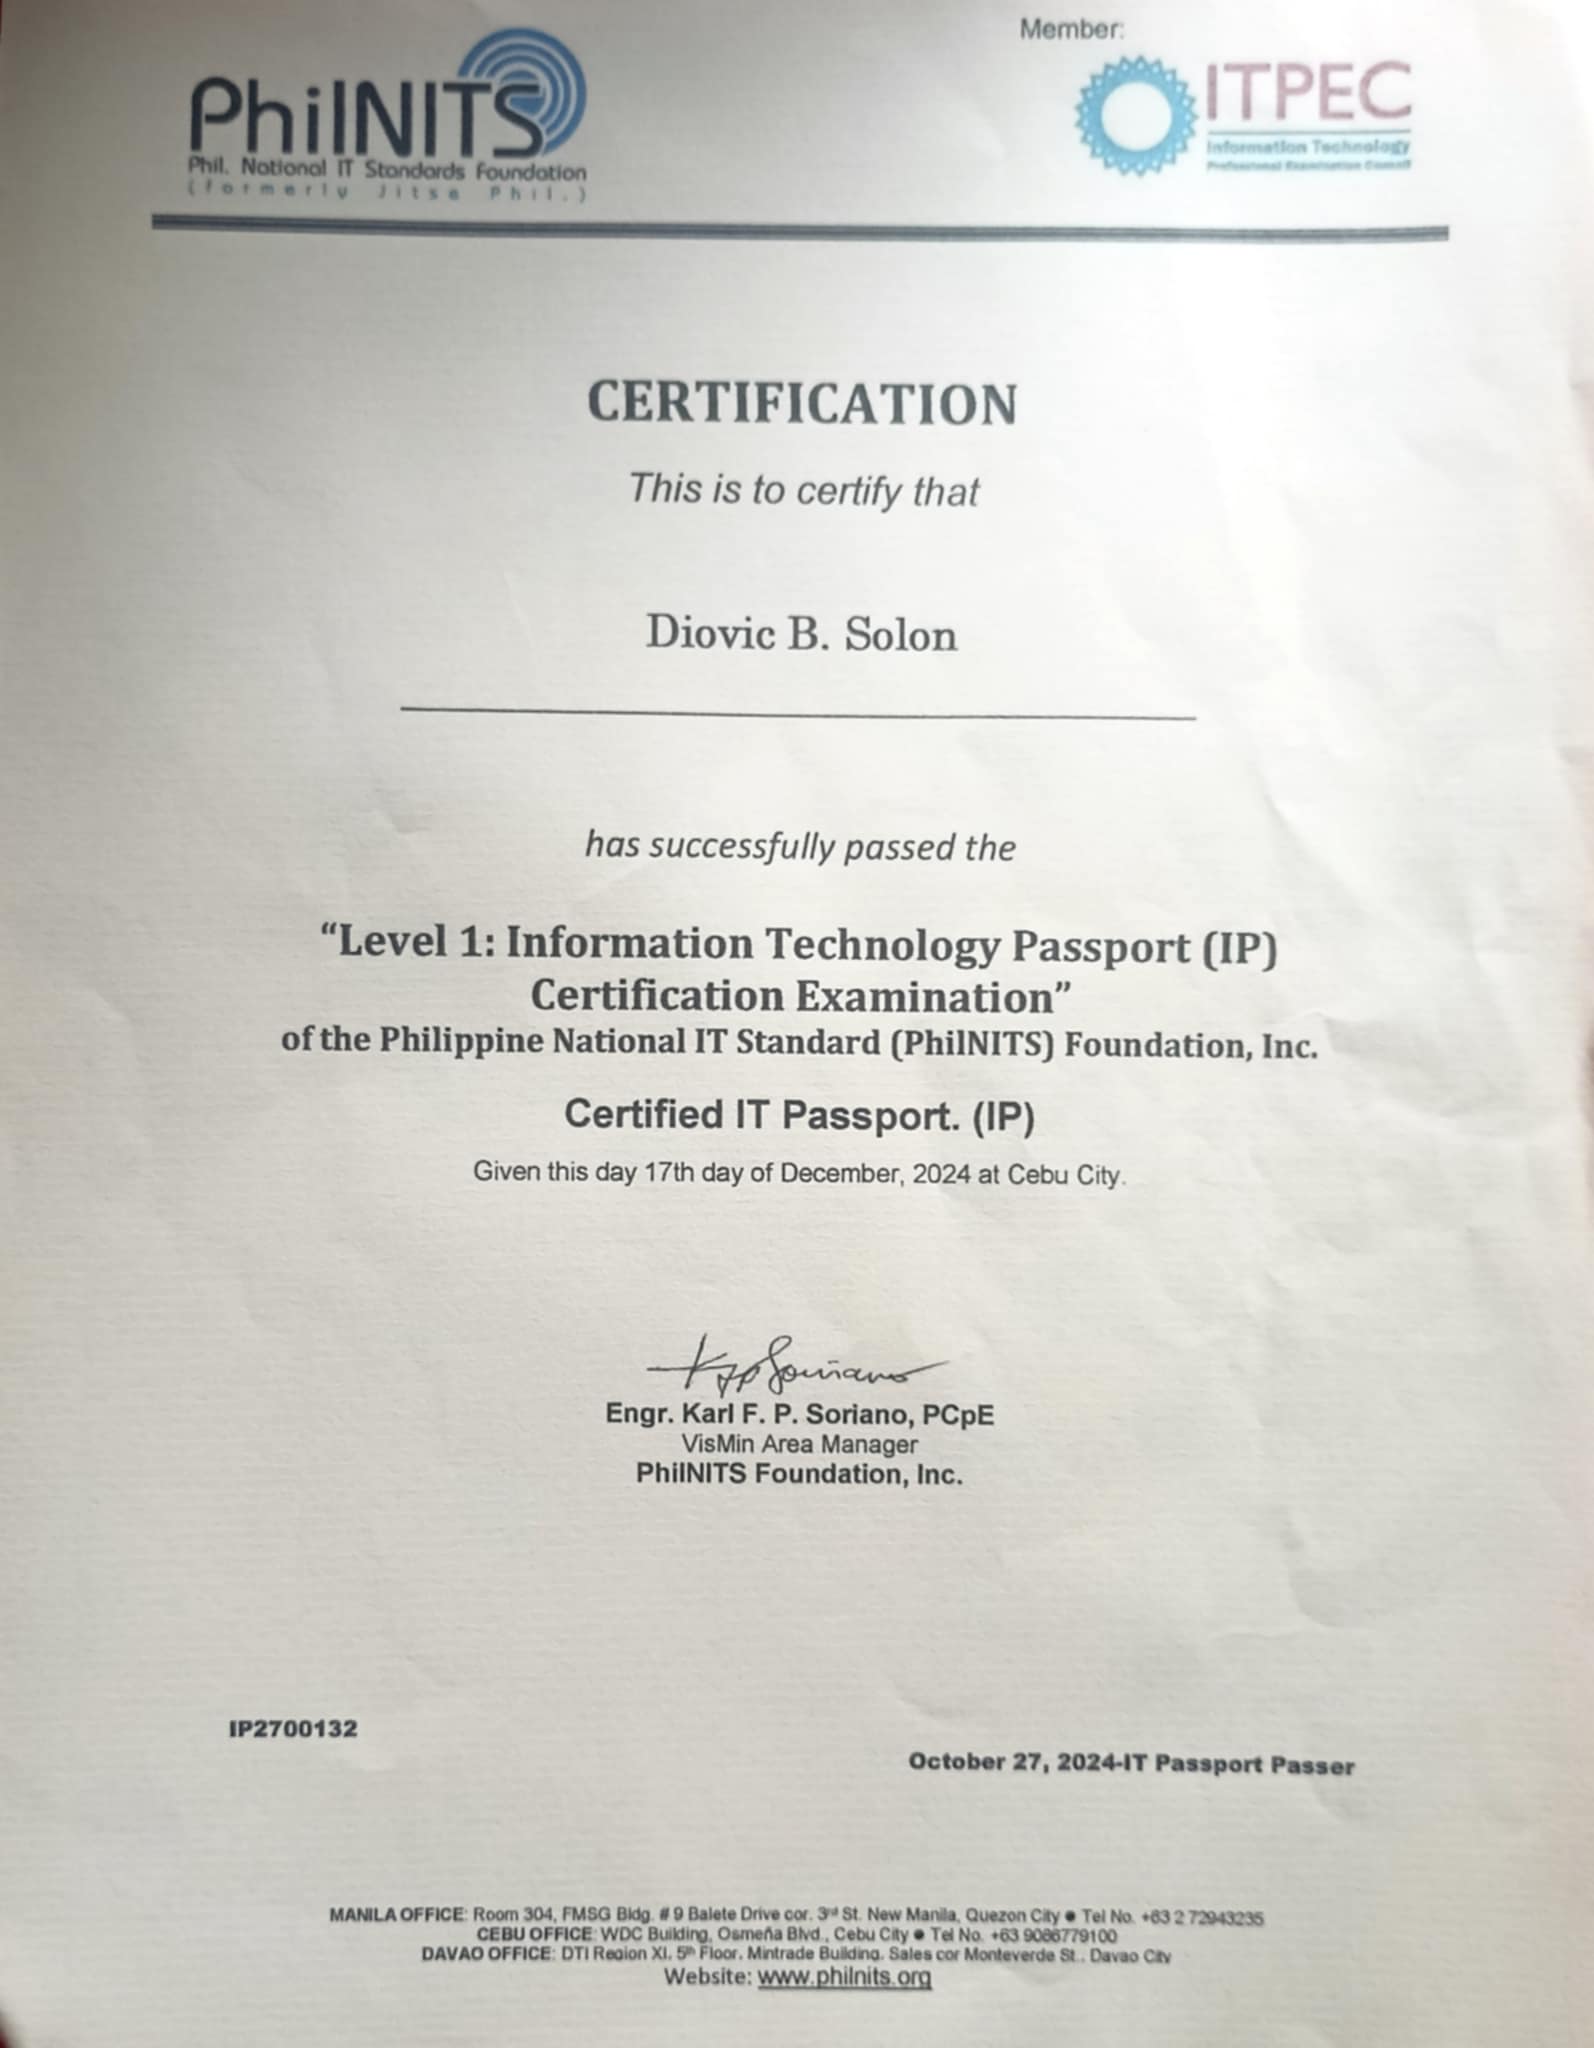 Member:
PhilNITS
Phil. National IT Standards Foundation
(formerly Jitse Phil.)
ITPEC
Information Technology
Professional Examination Council
CERTIFICATION
This is to certify that
Diovic B. Solon
has successfully passed the
“Level 1: Information Technology Passport (IP)
Certification Examination”
of the Philippine National IT Standard (PhilNITS) Foundation, Inc.
Certified IT Passport. (IP)
Given this day 17th day of December, 2024 at Cebu City.
Engr. Karl F. P. Soriano, PCpE
VisMin Area Manager
PhilNITS Foundation, Inc.
IP2700132
October 27, 2024-IT Passport Passer
MANILA OFFICE: Room 304, FMSG Bldg. # 9 Balete Drive cor. 3rd St. New Manila, Quezon City ● Tel No. +63 2 72943235
CEBU OFFICE: WDC Building, Osmeña Blvd., Cebu City ● Tel No. +63 9086779100
DAVAO OFFICE: DTI Region XI, 5th Floor, Mintrade Building, Sales cor Monteverde St., Davao City
Website: www.philnits.org